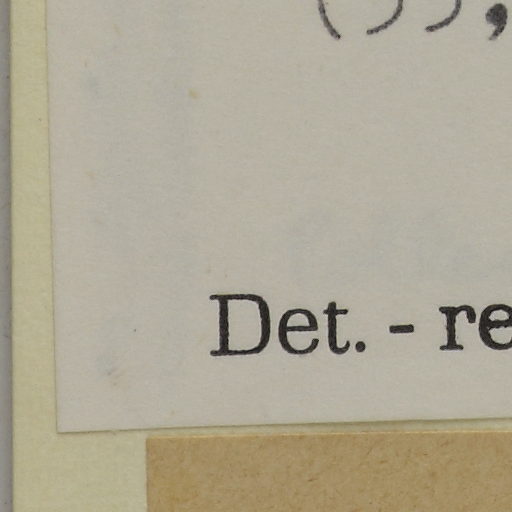 Det. - re